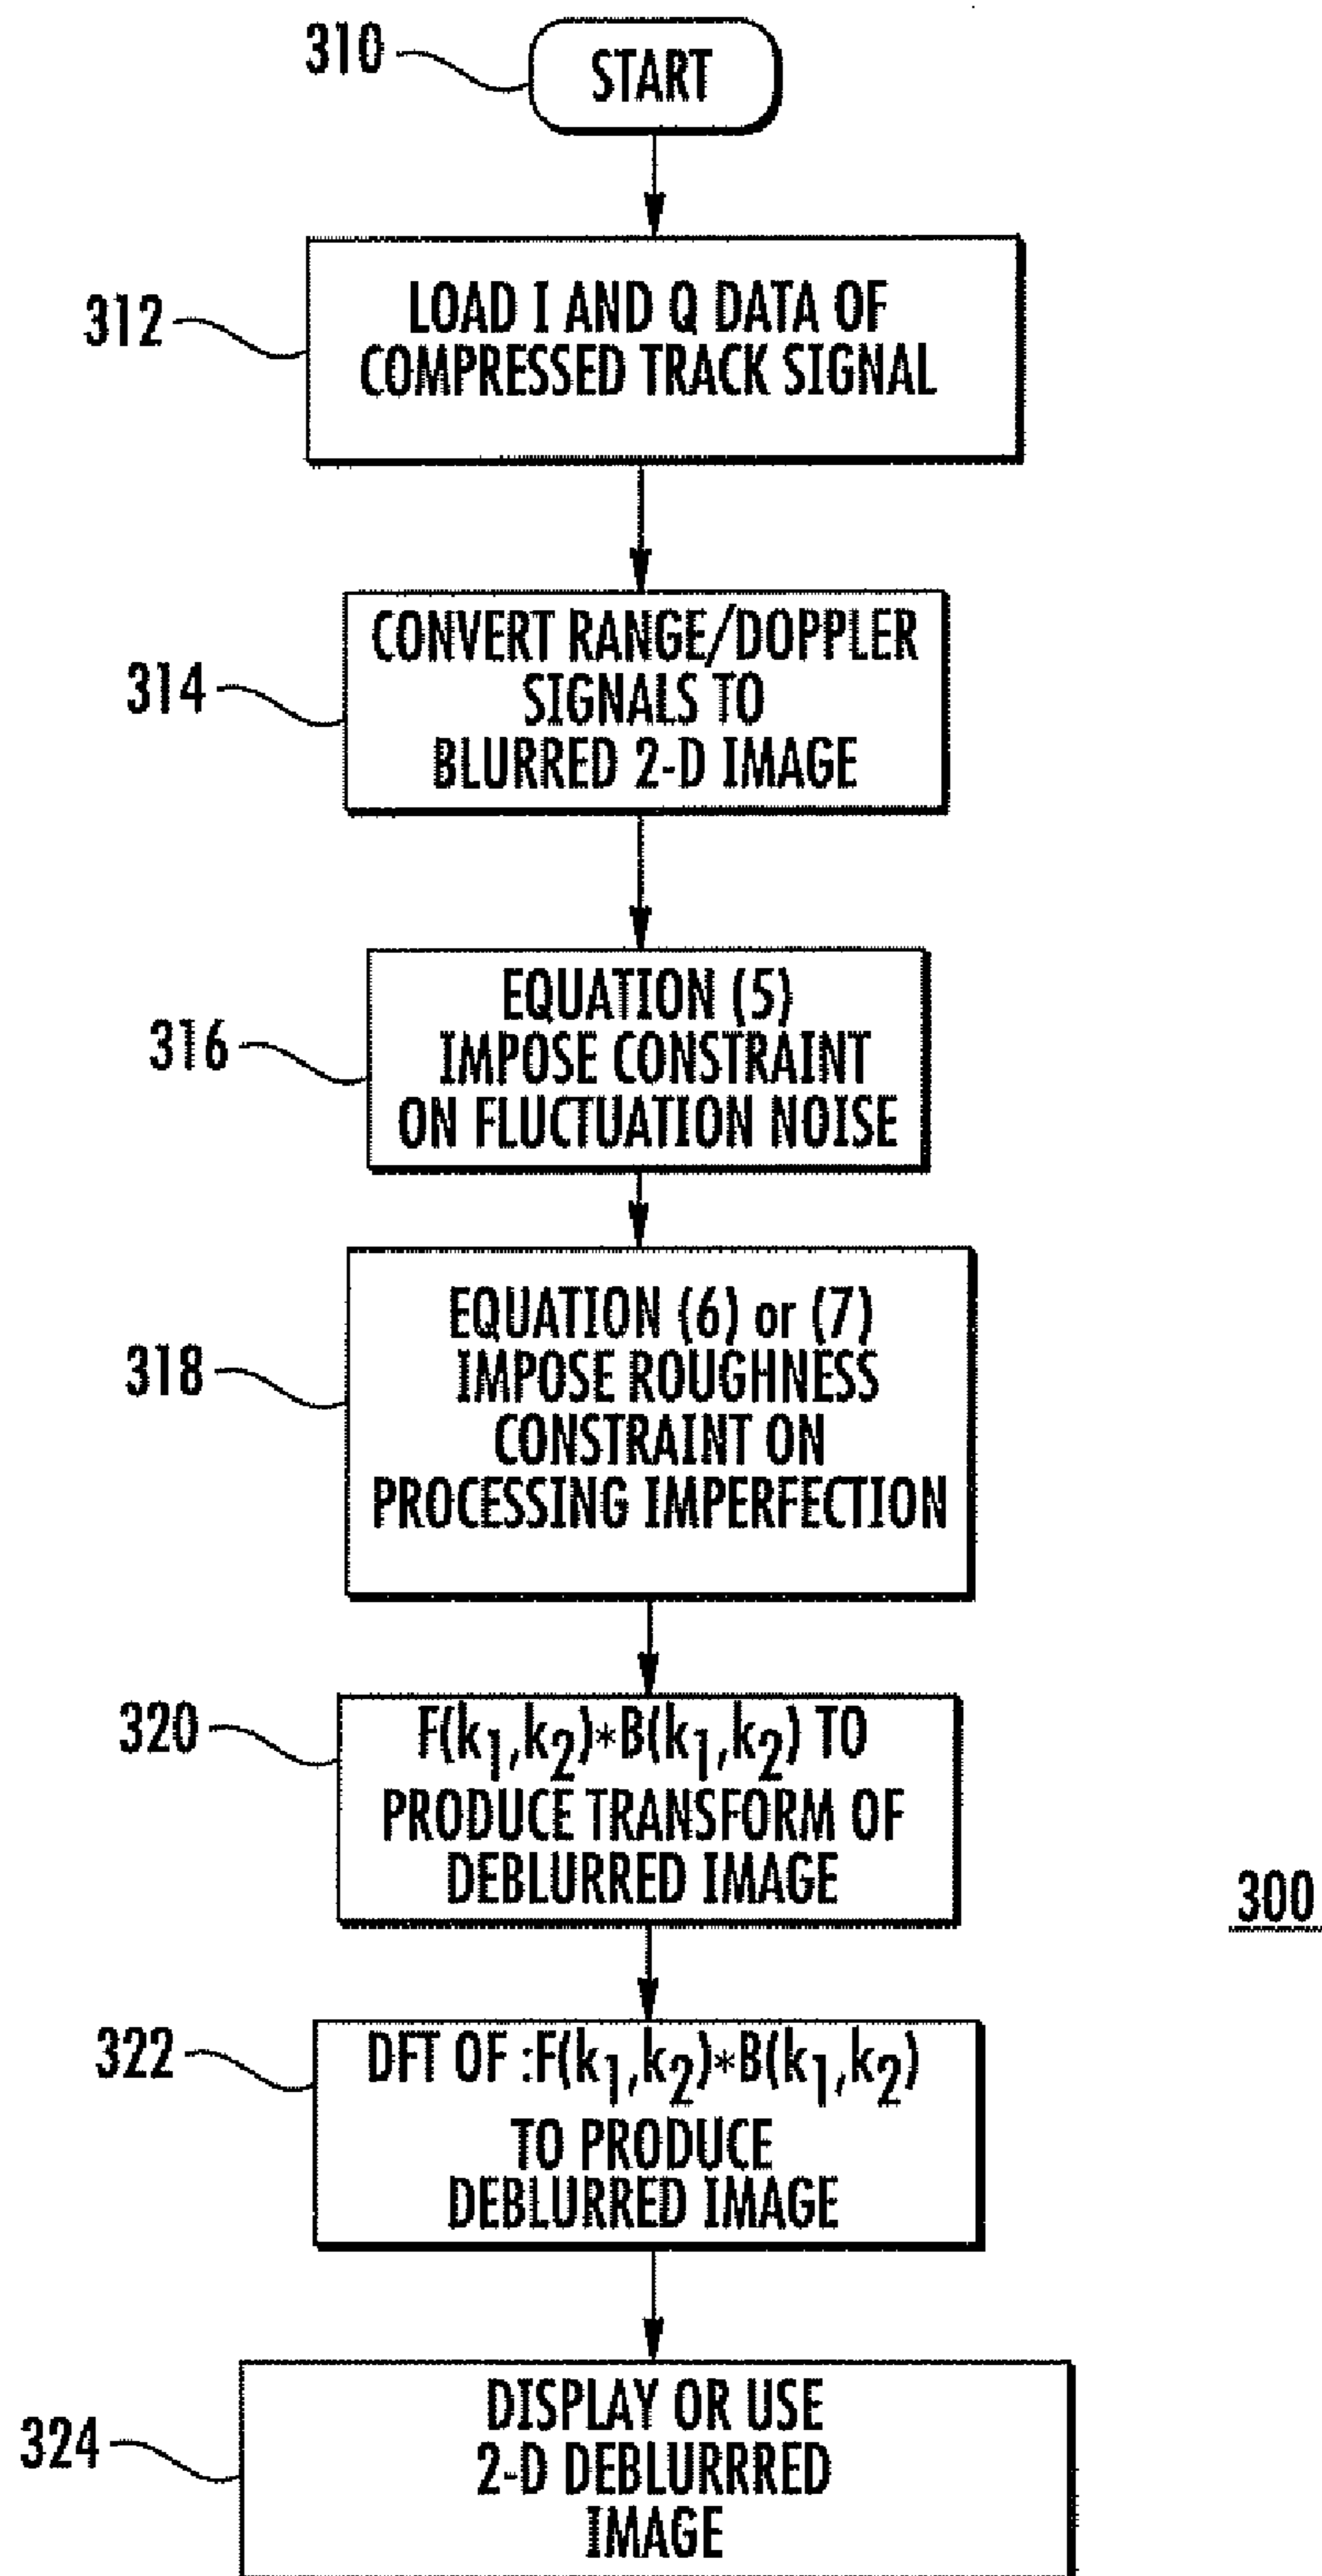 310
START
312
LOAD I AND Q DATA OF
COMPRESSED TRACK SIGNAL
314
CONVERT RANGE/DOPPLER
SIGNALS TO
BLURRED 2-D IMAGE
316
EQUATION (5)
IMPOSE CONSTRAINT
ON FLUCTUATION NOISE
318
EQUATION (6) or (7)
IMPOSE ROUGHNESS
CONSTRAINT ON
PROCESSING IMPERFECTION
320
F(k1,k2)*B(k1,k2) TO
PRODUCE TRANSFORM OF
DEBLURRED IMAGE
300
322
DFT OF :F(k1,k2)*B(k1,k2)
TO PRODUCE
DEBLURRED IMAGE
324
DISPLAY OR USE
2-D DEBLURRRED
IMAGE